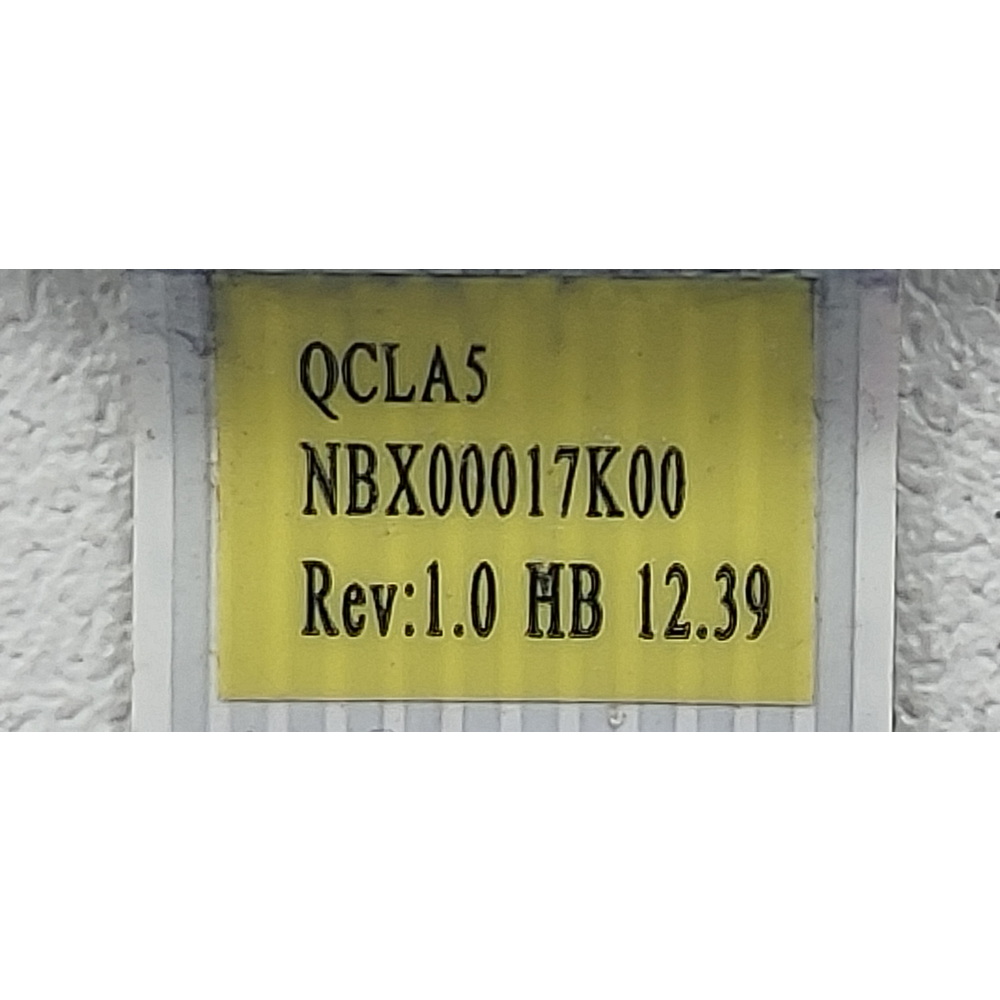 QCLA5
NBX00017K00
Rev:1.0 HB 12.39